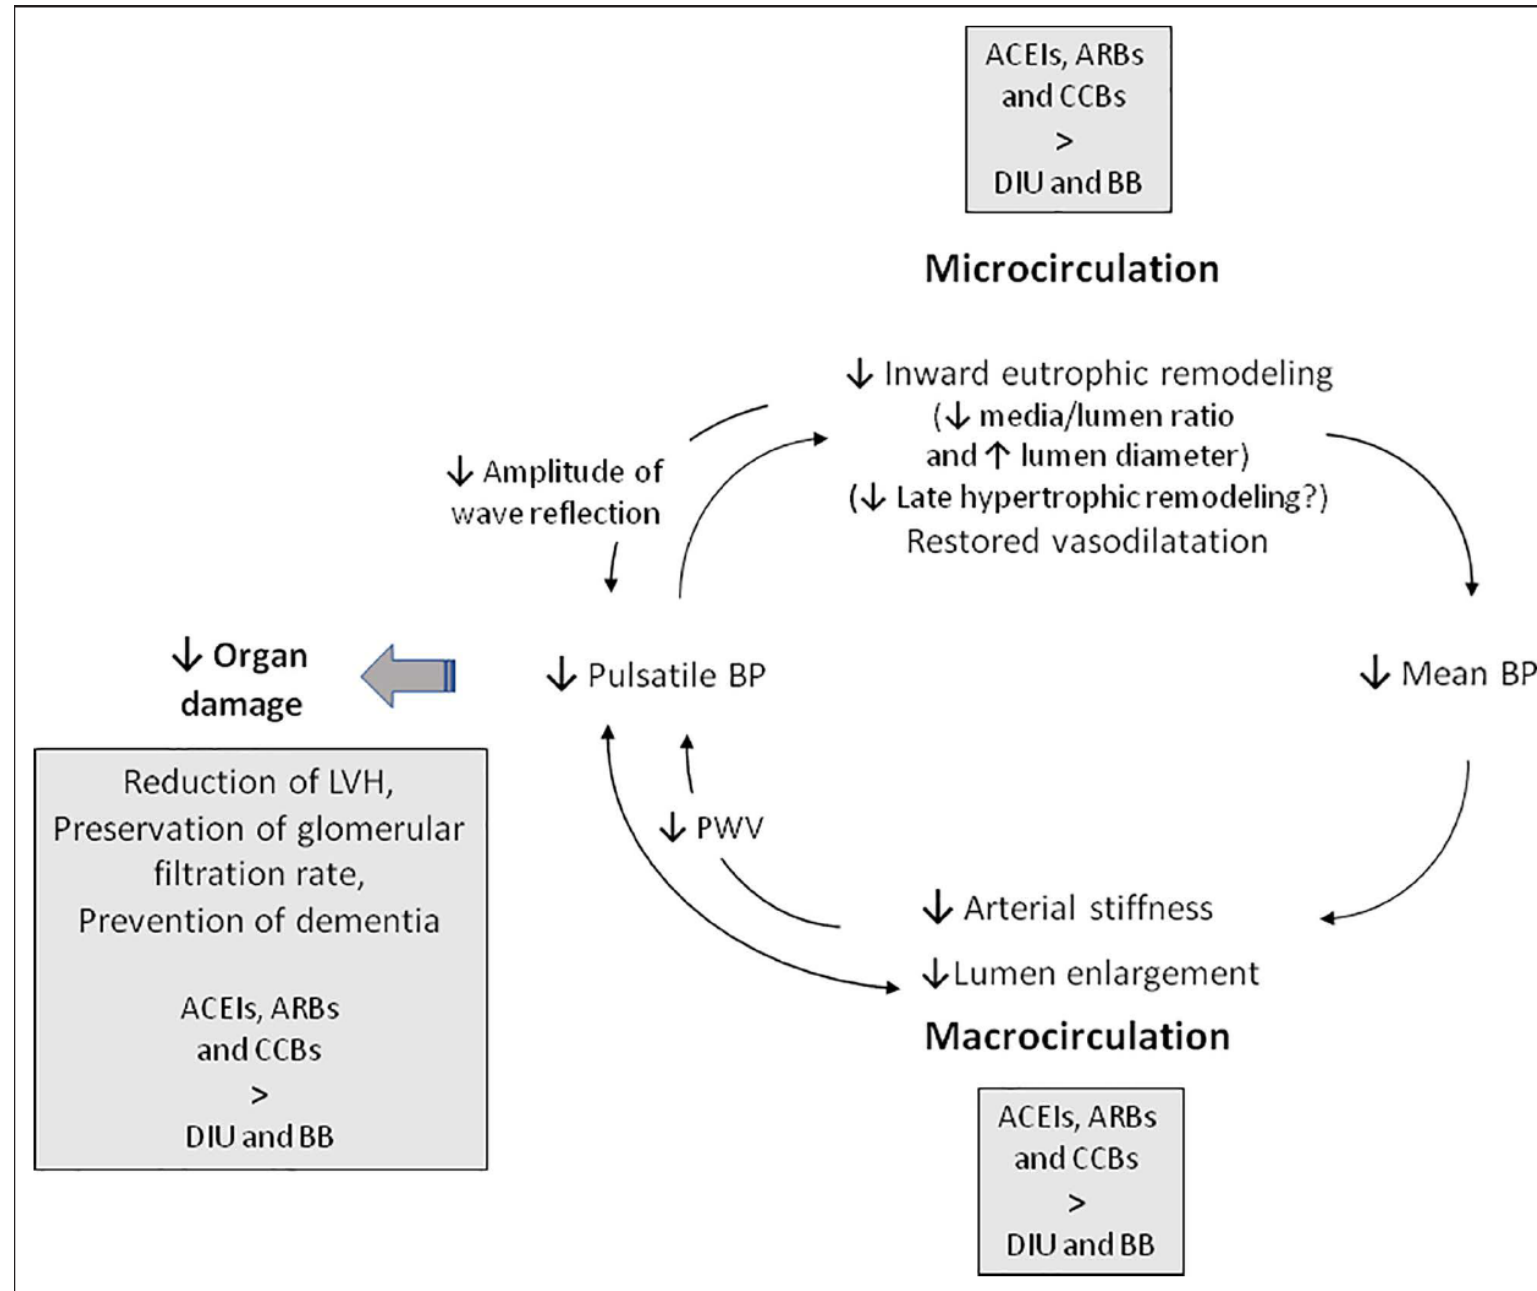 ACEIs, ARBs
and CCBs
>
DIU and BB
Microcirculation
↓ Inward eutrophic remodeling
(↓ media/lumen ratio
and ↑ lumen diameter)
(↓ Late hypertrophic remodeling?)
Restored vasodilatation
↓ Amplitude of
wave reflection
↓ Organ
damage
↓ Pulsatile BP
↓ Mean BP
Reduction of LVH,
Preservation of glomerular
filtration rate,
Prevention of dementia
ACEIs, ARBs
and CCBs
>
DIU and BB
↓ PWV
↓ Arterial stiffness
↓Lumen enlargement
Macrocirculation
ACEIs, ARBs
and CCBs
>
DIU and BB